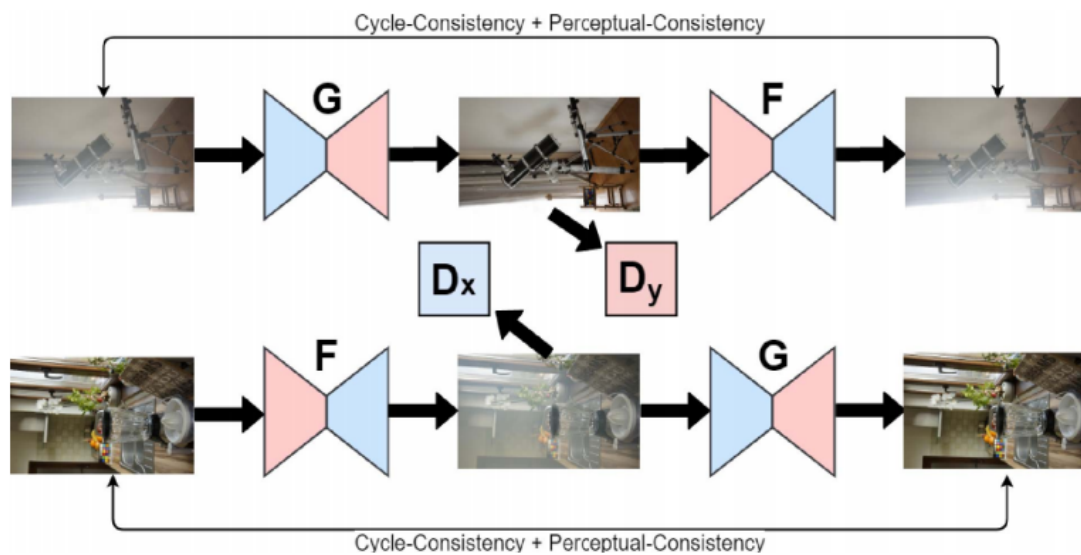 Cycle-Consistency + Perceptual-Consistency
G
F
Dx
Dy
F
G
Cycle-Consistency + Perceptual-Consistency